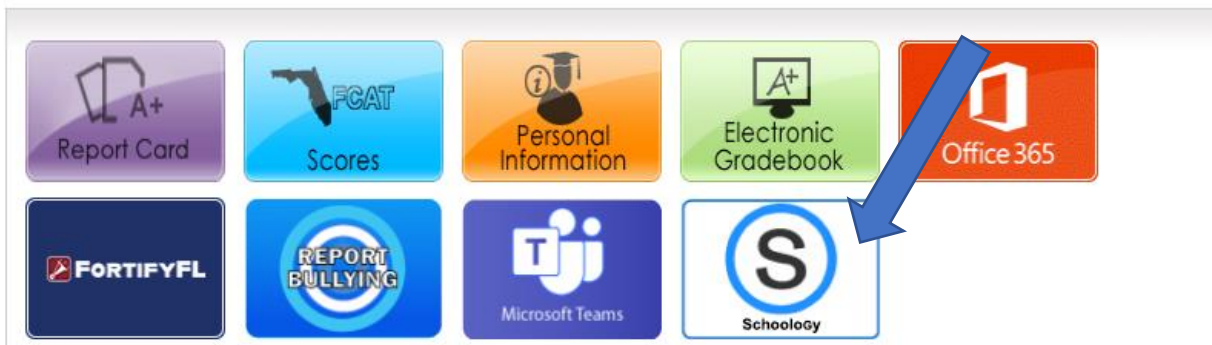 A+
Report Card
FCAT
Scores
i
Personal
Information
A+
Electronic
Gradebook
Office 365
FORTIFYFL
REPORT
BULLYING
T
Microsoft Teams
S
Schoology